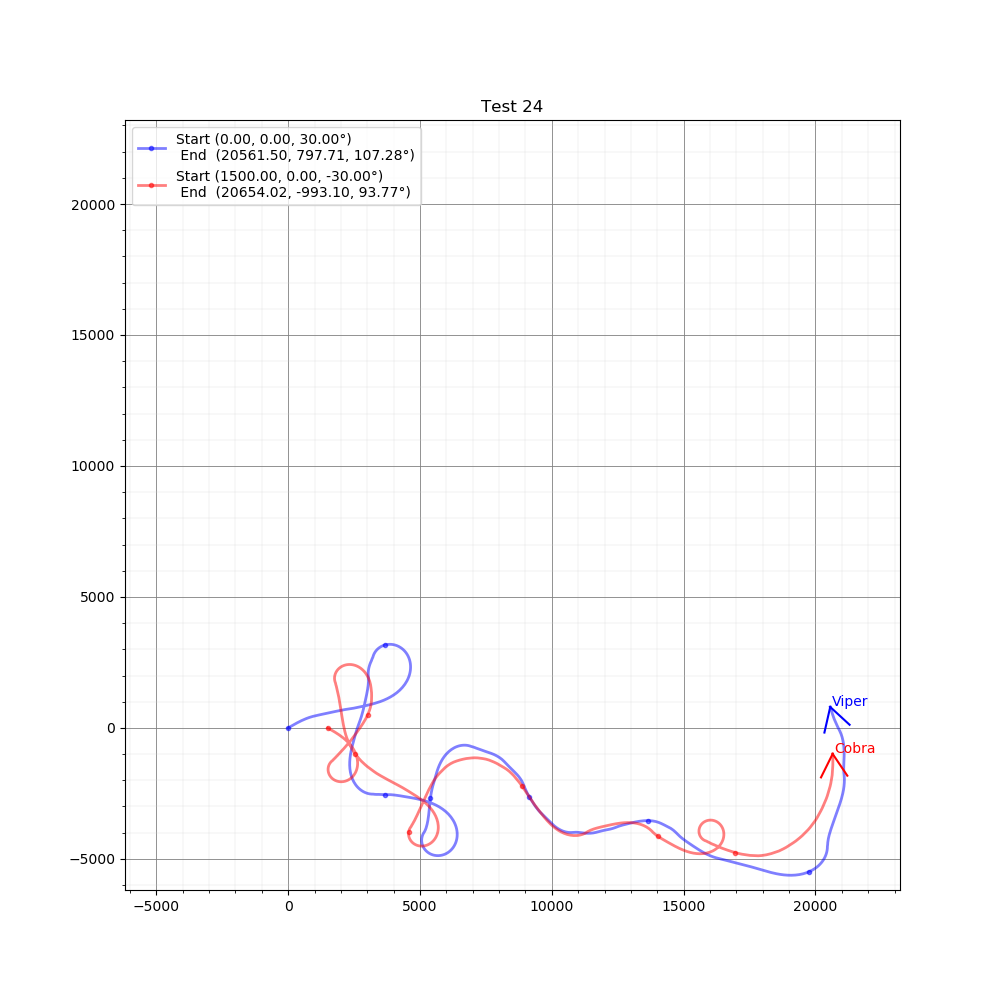 Test 24
Start (0.00, 0.00, 30.00°)
End  (20561.50, 797.71, 107.28°)
Start (1500.00, 0.00, -30.00°)
End  (20654.02, -993.10, 93.77°)
20000
15000
10000
5000
0
−5000
Viper
Cobra
−5000
0
5000
10000
15000
20000